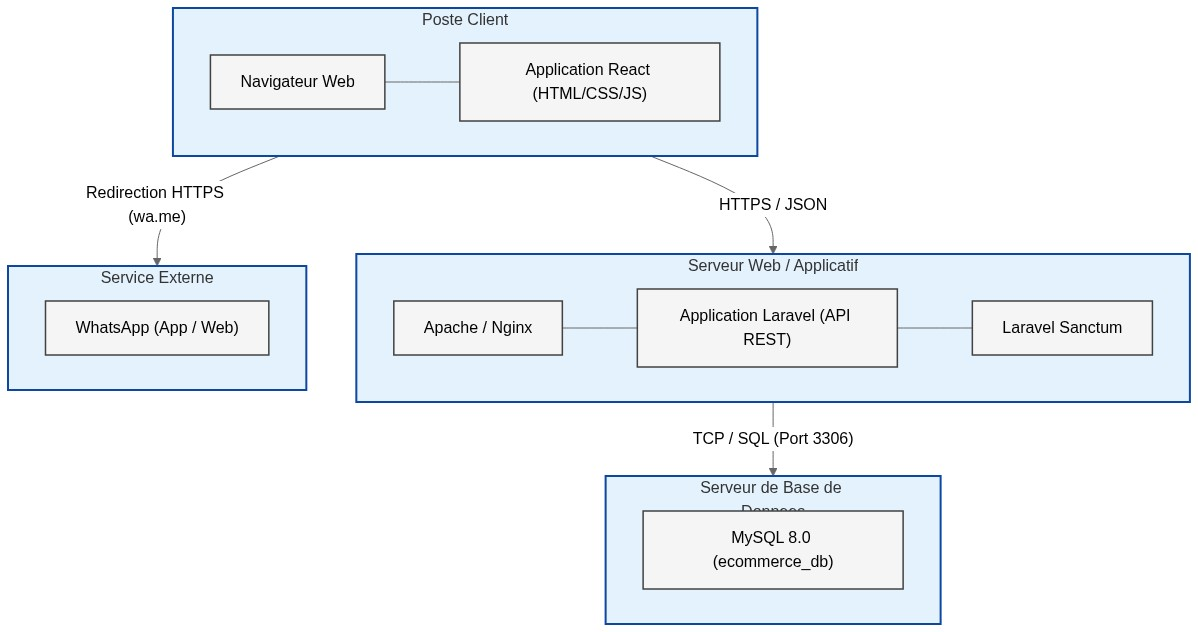 Poste Client
Navigateur Web
Application React
(HTML/CSS/JS)
Redirection HTTPS
(wa.me)
HTTPS / JSON
Service Externe
WhatsApp (App / Web)
Serveur Web / Applicatif
Apache / Nginx
Application Laravel (API
REST)
Laravel Sanctum
TCP / SQL (Port 3306)
Serveur de Base de
MySQL 8.0
(ecommerce_db)